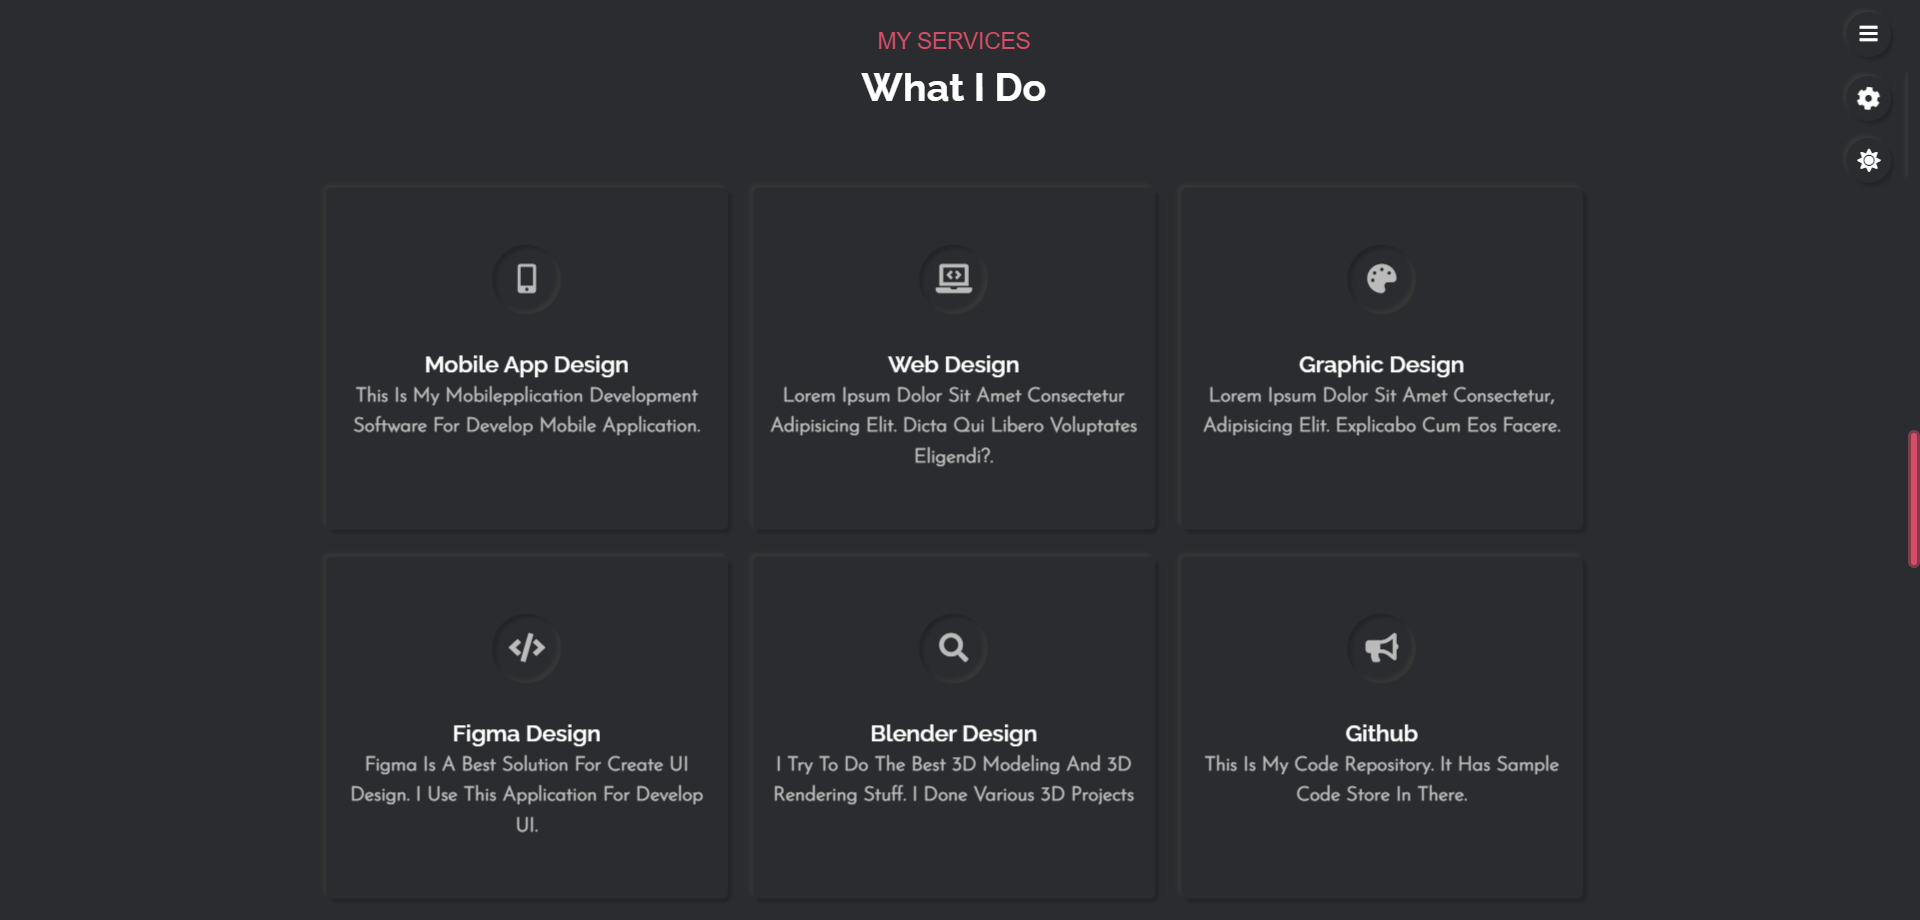 MY SERVICES
What I Do
Mobile App Design
This Is My Mobilepplication Development
Software For Develop Mobile Application.
Web Design
Lorem Ipsum Dolor Sit Amet Consectetur
Adipisicing Elit. Dicta Qui Libero Voluptates
Eligendi?.
Graphic Design
Lorem Ipsum Dolor Sit Amet Consectetur,
Adipisicing Elit. Explicabo Cum Eos Facere.
Figma Design
Figma Is A Best Solution For Create UI
Design. I Use This Application For Develop
UI.
Blender Design
I Try To Do The Best 3D Modeling And 3D
Rendering Stuff. I Done Various 3D Projects
Github
This Is My Code Repository. It Has Sample
Code Store In There.